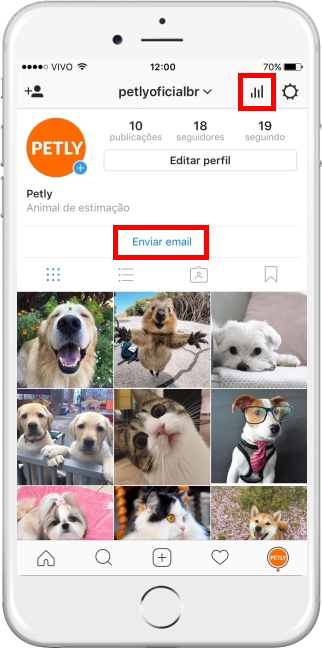 VIVO 12:00 70%
petlyoficialbr
10 18 19
publicações seguidores seguindo
PETLY
Editar perfil
Petly
Animal de estimação
Enviar email
PETLY